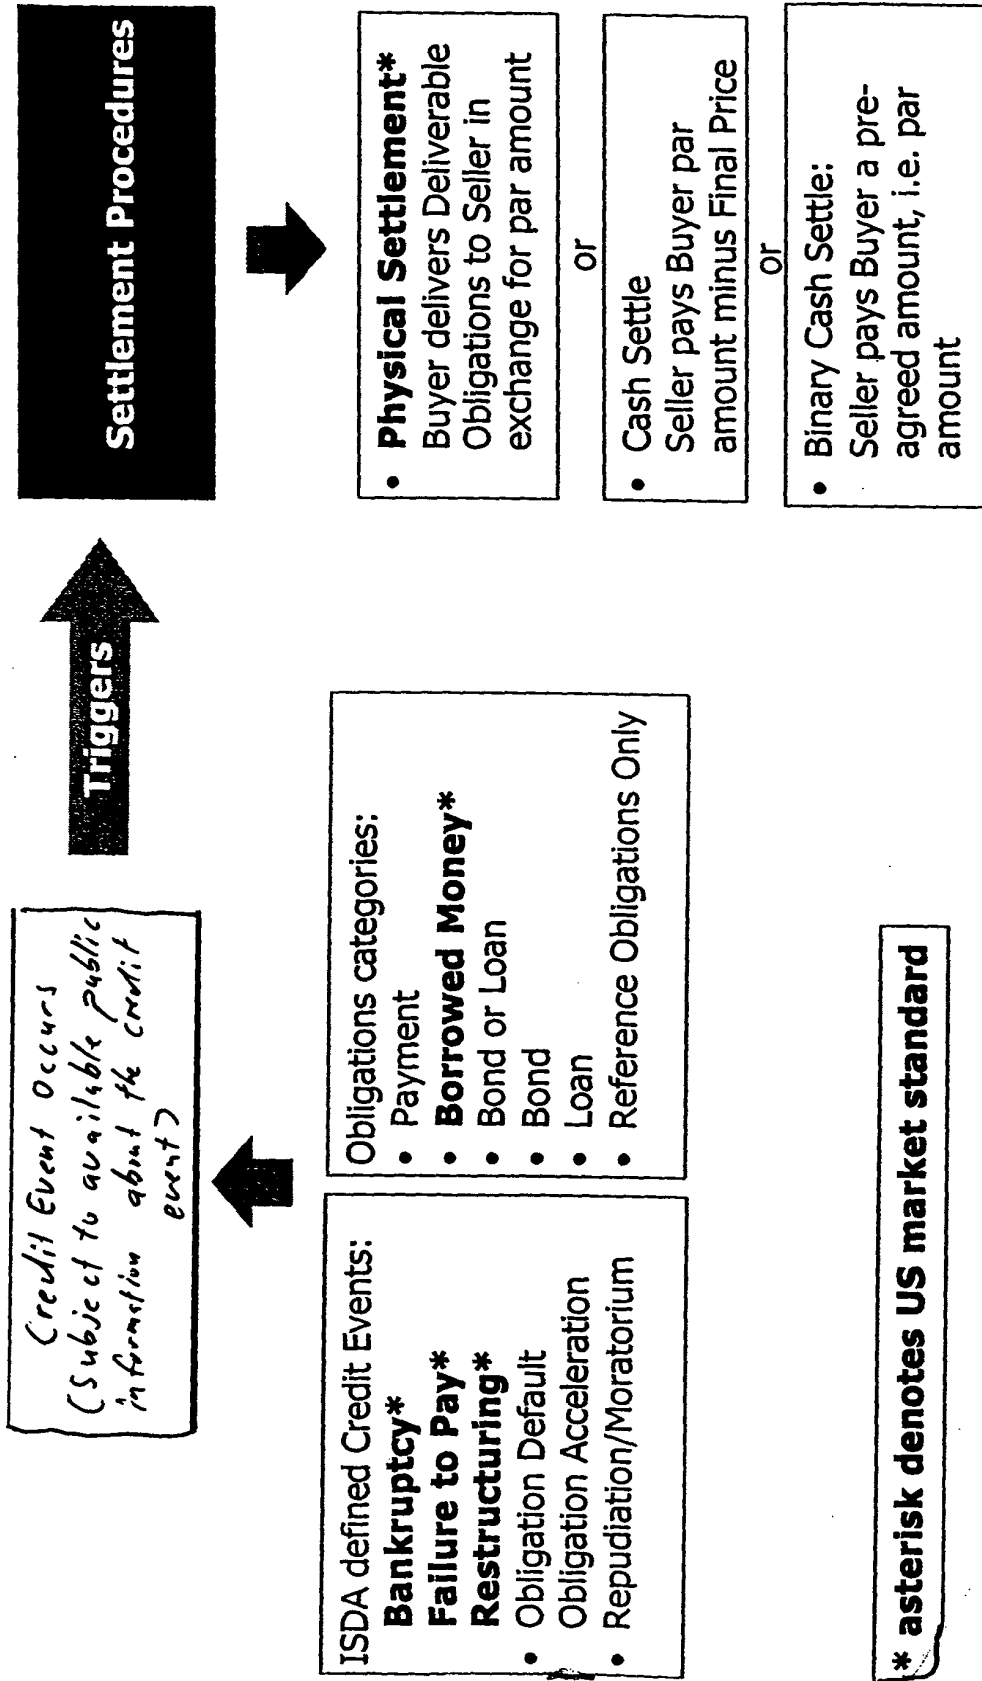 Credit Event Occurs
(Subject to available public
information about the credit
event)
Triggers
Settlement Procedures
ISDA defined Credit Events:
Bankruptcy*
Failure to Pay*
Restructuring*
• Obligation Default
Obligation Acceleration
• Repudiation/Moratorium
Obligations categories:
• Payment
• Borrowed Money*
• Bond or Loan
• Bond
• Loan
• Reference Obligations Only
• Physical Settlement*
Buyer delivers Deliverable
Obligations to Seller in
exchange for par amount
or
• Cash Settle
Seller pays Buyer par
amount minus Final Price
or
• Binary Cash Settle:
Seller pays Buyer a pre-
agreed amount, i.e. par
amount
* asterisk denotes US market standard